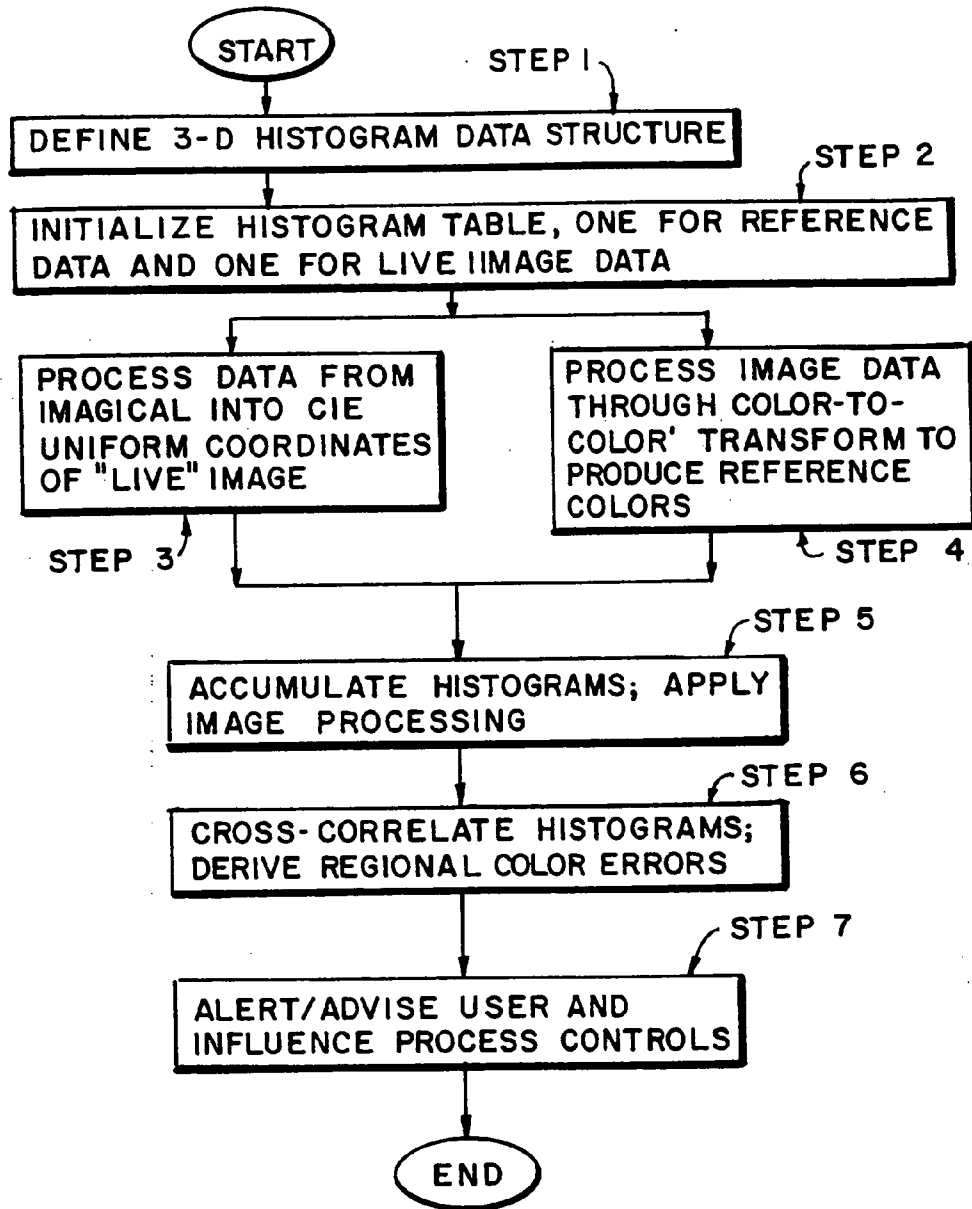 START
STEP 1
DEFINE 3-D HISTOGRAM DATA STRUCTURE
STEP 2
INITIALIZE HISTOGRAM TABLE, ONE FOR REFERENCE
DATA AND ONE FOR LIVE IIMAGE DATA
PROCESS DATA FROM
IMAGICAL INTO CIE
UNIFORM COORDINATES
OF "LIVE" IMAGE
STEP 3
PROCESS IMAGE DATA
THROUGH COLOR-TO-
COLOR' TRANSFORM TO
PRODUCE REFERENCE
COLORS
STEP 4
STEP 5
ACCUMULATE HISTOGRAMS; APPLY
IMAGE PROCESSING
STEP 6
CROSS-CORRELATE HISTOGRAMS;
DERIVE REGIONAL COLOR ERRORS
STEP 7
ALERT/ADVISE USER AND
INFLUENCE PROCESS CONTROLS
END